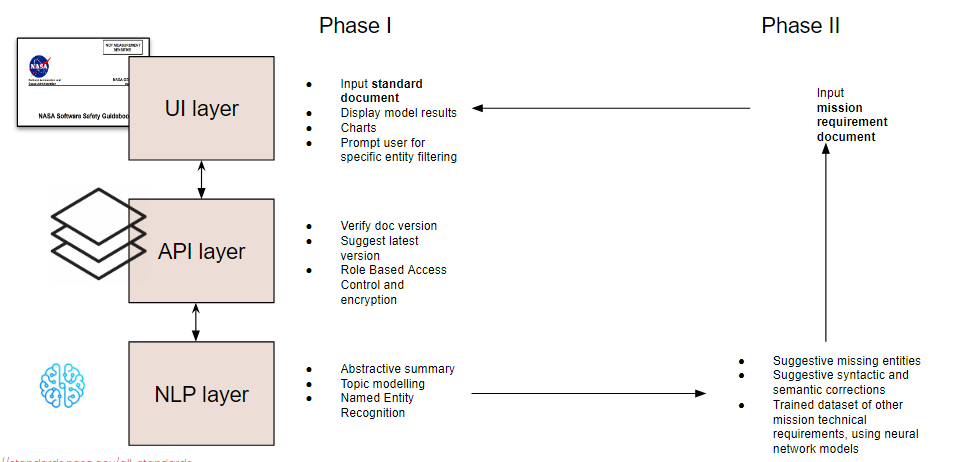 Phase I
Phase II
NOT MEASUREMENT
SENSITIVE
NASA
NASA Software Safety Guidebook
UI layer
Input standard
document
Display model results
Charts
Prompt user for
specific entity filtering
Input
mission
requirement
document
API layer
Verify doc version
Suggest latest
version
Role Based Access
Control and
encryption
NLP layer
Abstractive summary
Topic modelling
Named Entity
Recognition
Suggestive missing entities
Suggestive syntactic and
semantic corrections
Trained dataset of other
mission technical
requirements, using neural
network models